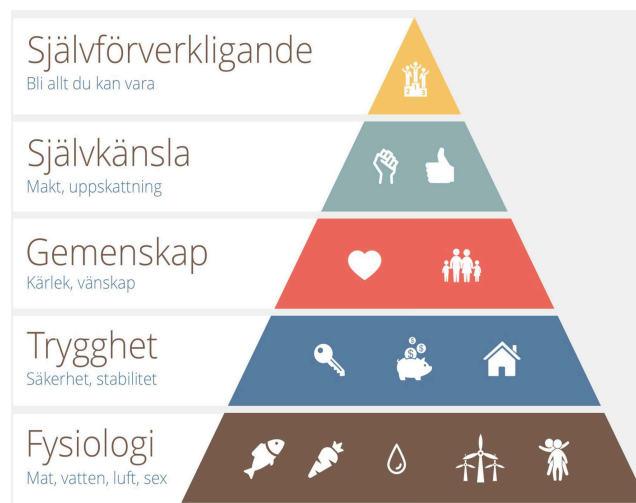 Självförverkligande
Bli allt du kan vara
Självkänsla
Makt, uppskattning
Gemenskap
Kärlek, vänskap
Trygghet
Säkerhet, stabilitet
Fysiologi
Mat, vatten, luft, sex